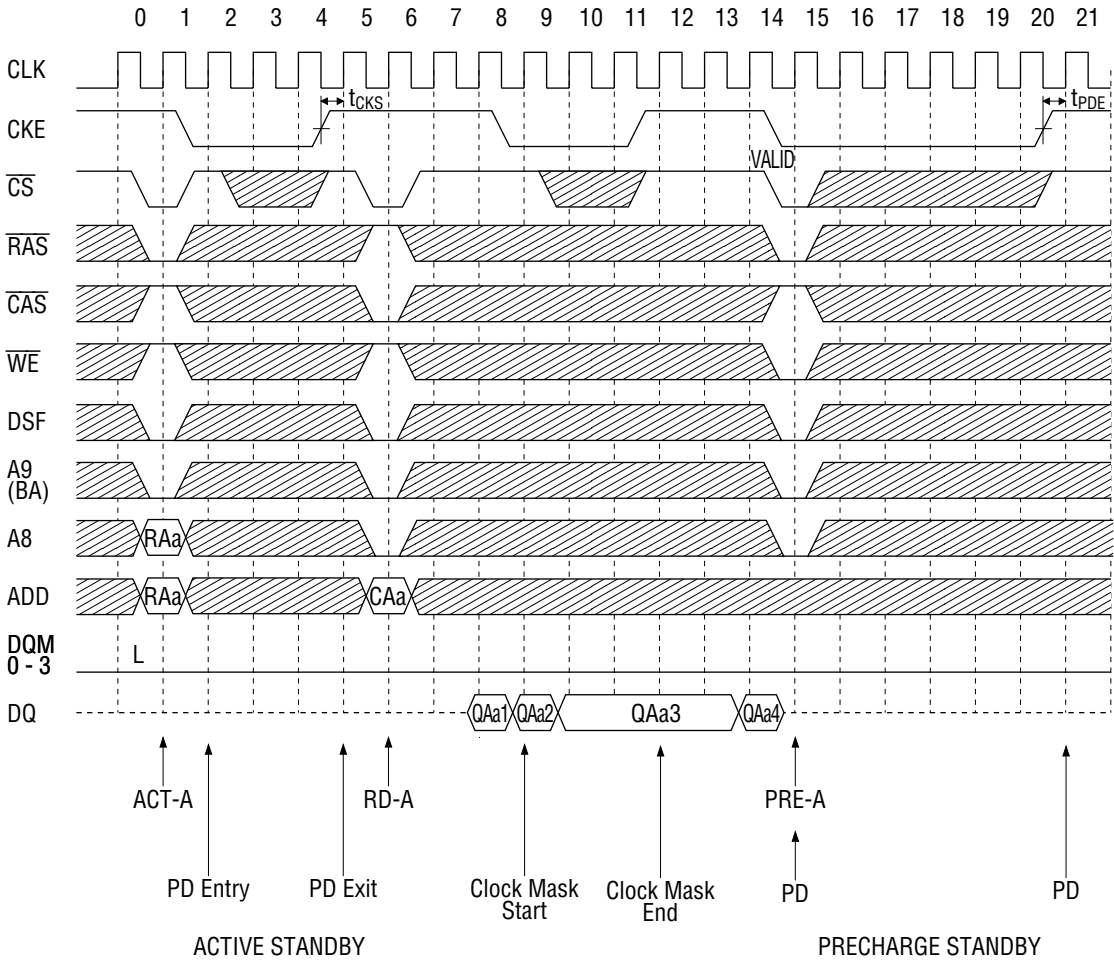 0 1 2 3 4 5 6 7 8 9 10 11 12 13 14 15 16 17 18 19 20 21
CLK
CKE
tCKS
tPDE
VALID
CS
RAS
CAS
WE
DSF
A9
(BA)
A8
RAa
ADD
RAa
CAa
DQM
0 - 3
L
DQ
QAa1 QAa2 QAa3 QAa4
ACT-A RD-A PRE-A
PD Entry PD Exit Clock Mask Start Clock Mask End PD PD
ACTIVE STANDBY PRECHARGE STANDBY